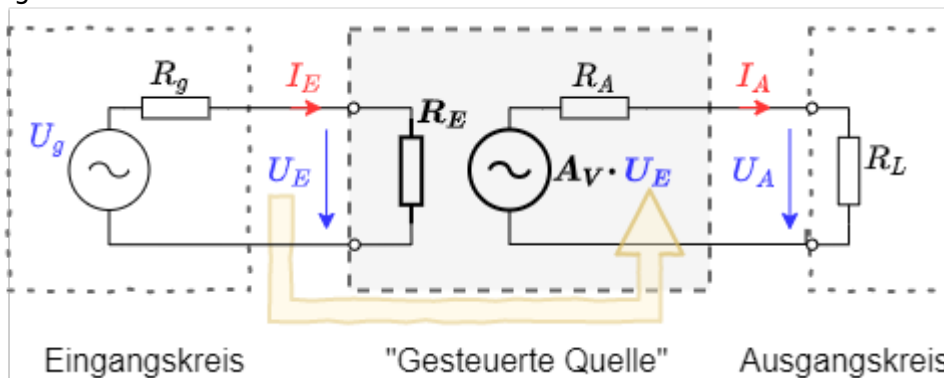 g
R_g
I_E
R_E
R_A
I_A
U_g
U_E
A_V · U_E
U_A
R_L
Eingangskreis
"Gesteuerte Quelle"
Ausgangskreis